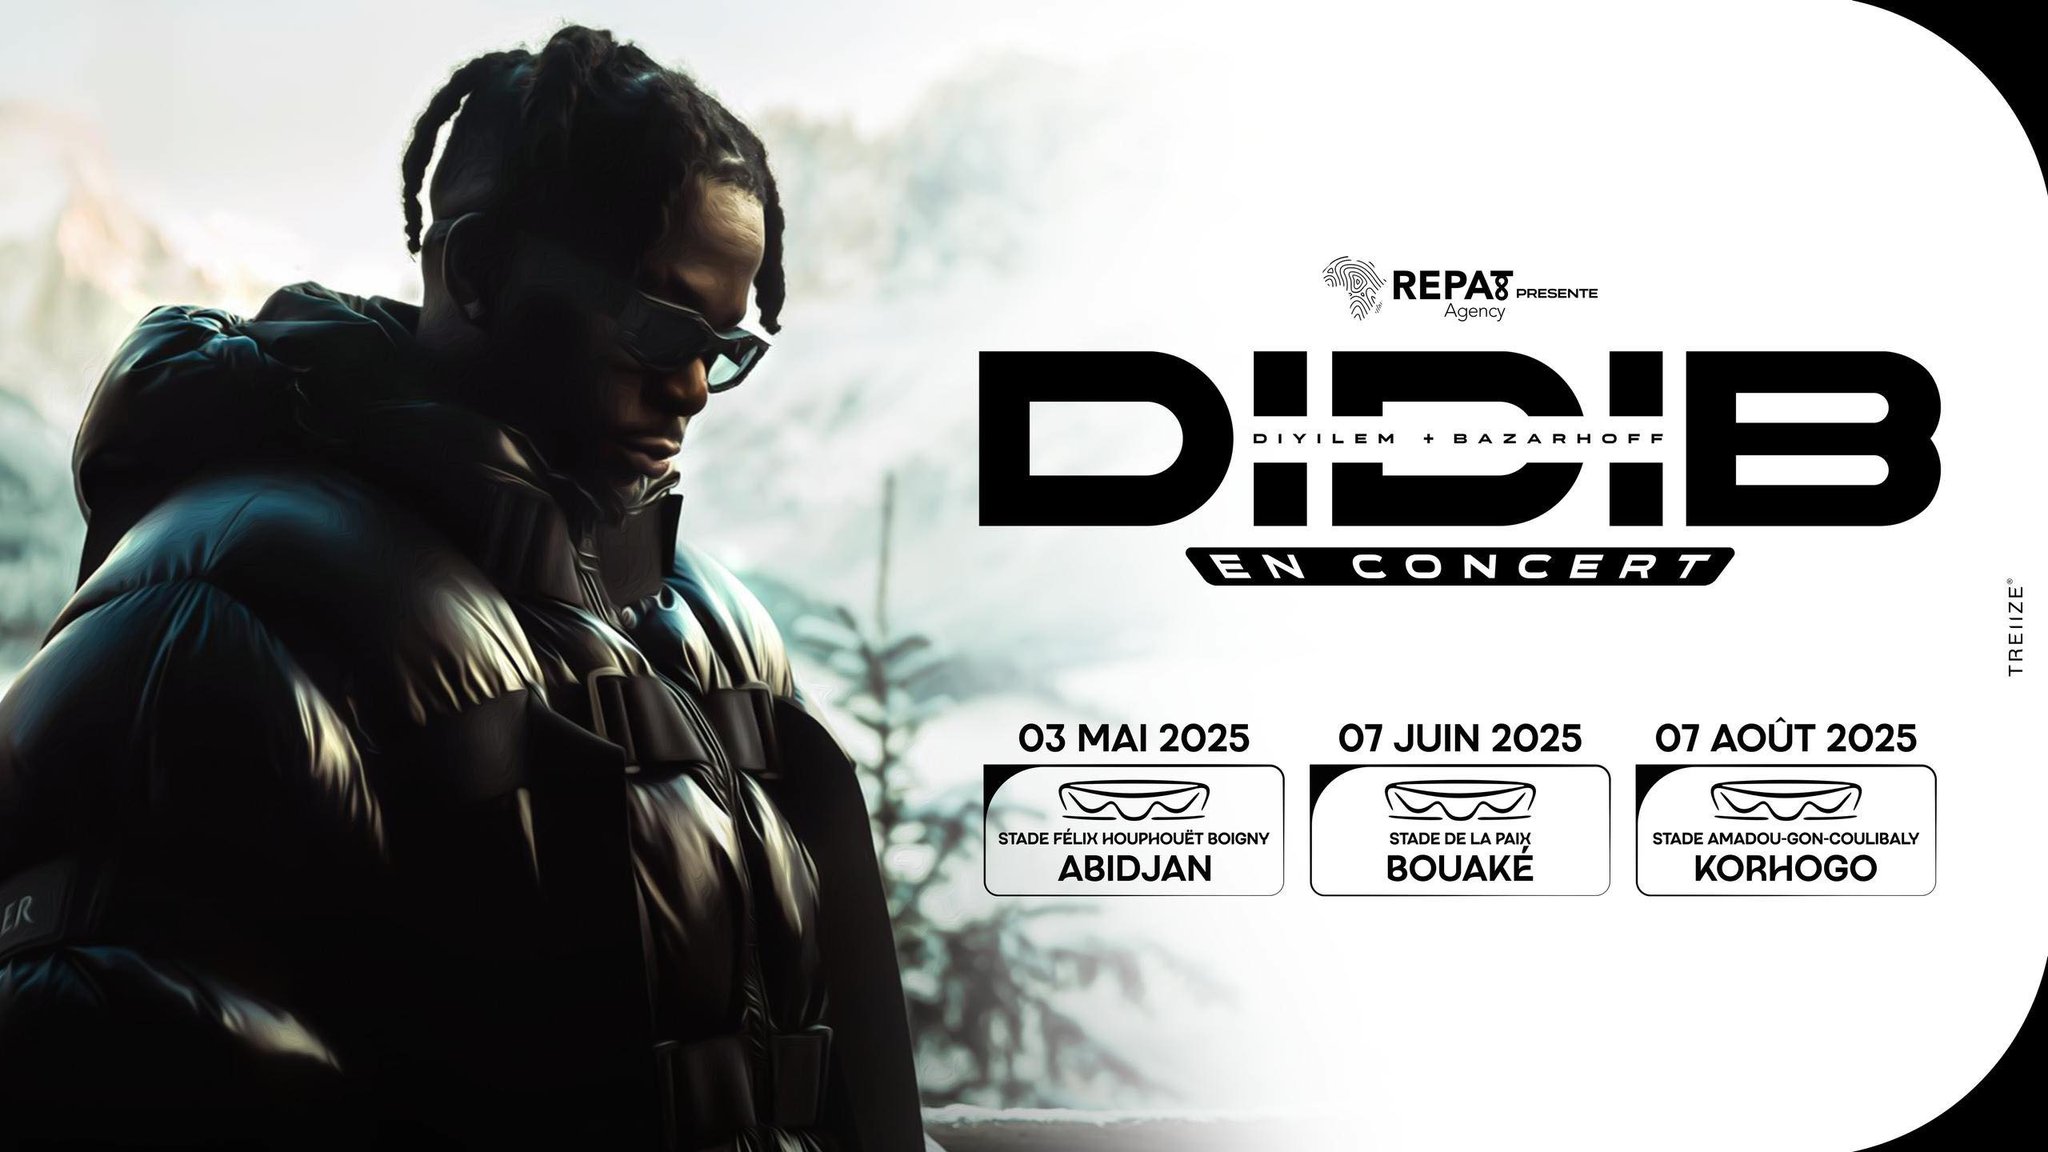 REPAT PRESENTE
Agency
DIDIB
DIYILEM + BAZARHOFF
EN CONCERT
TREIIZE®
03 MAI 2025
STADE FÉLIX HOUPHOUËT BOIGNY
ABIDJAN
07 JUIN 2025
STADE DE LA PAIX
BOUAKÉ
07 AOÛT 2025
STADE AMADOU-GON-COULIBALY
KORHOGO
ER